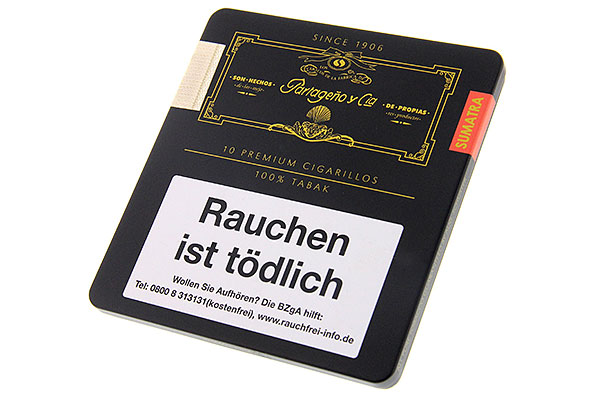 SINCE 1906
SON·HECHOS
DE·PROPIAS
Partageño y Cia
SUMATRA
10 PREMIUM CIGARILLOS
100% TABAK
Rauchen
ist tödlich
Wollen Sie Aufhören? Die BZgA hilft:
Tel: 0800 8 313131(kostenfrei), www.rauchfrei-info.de